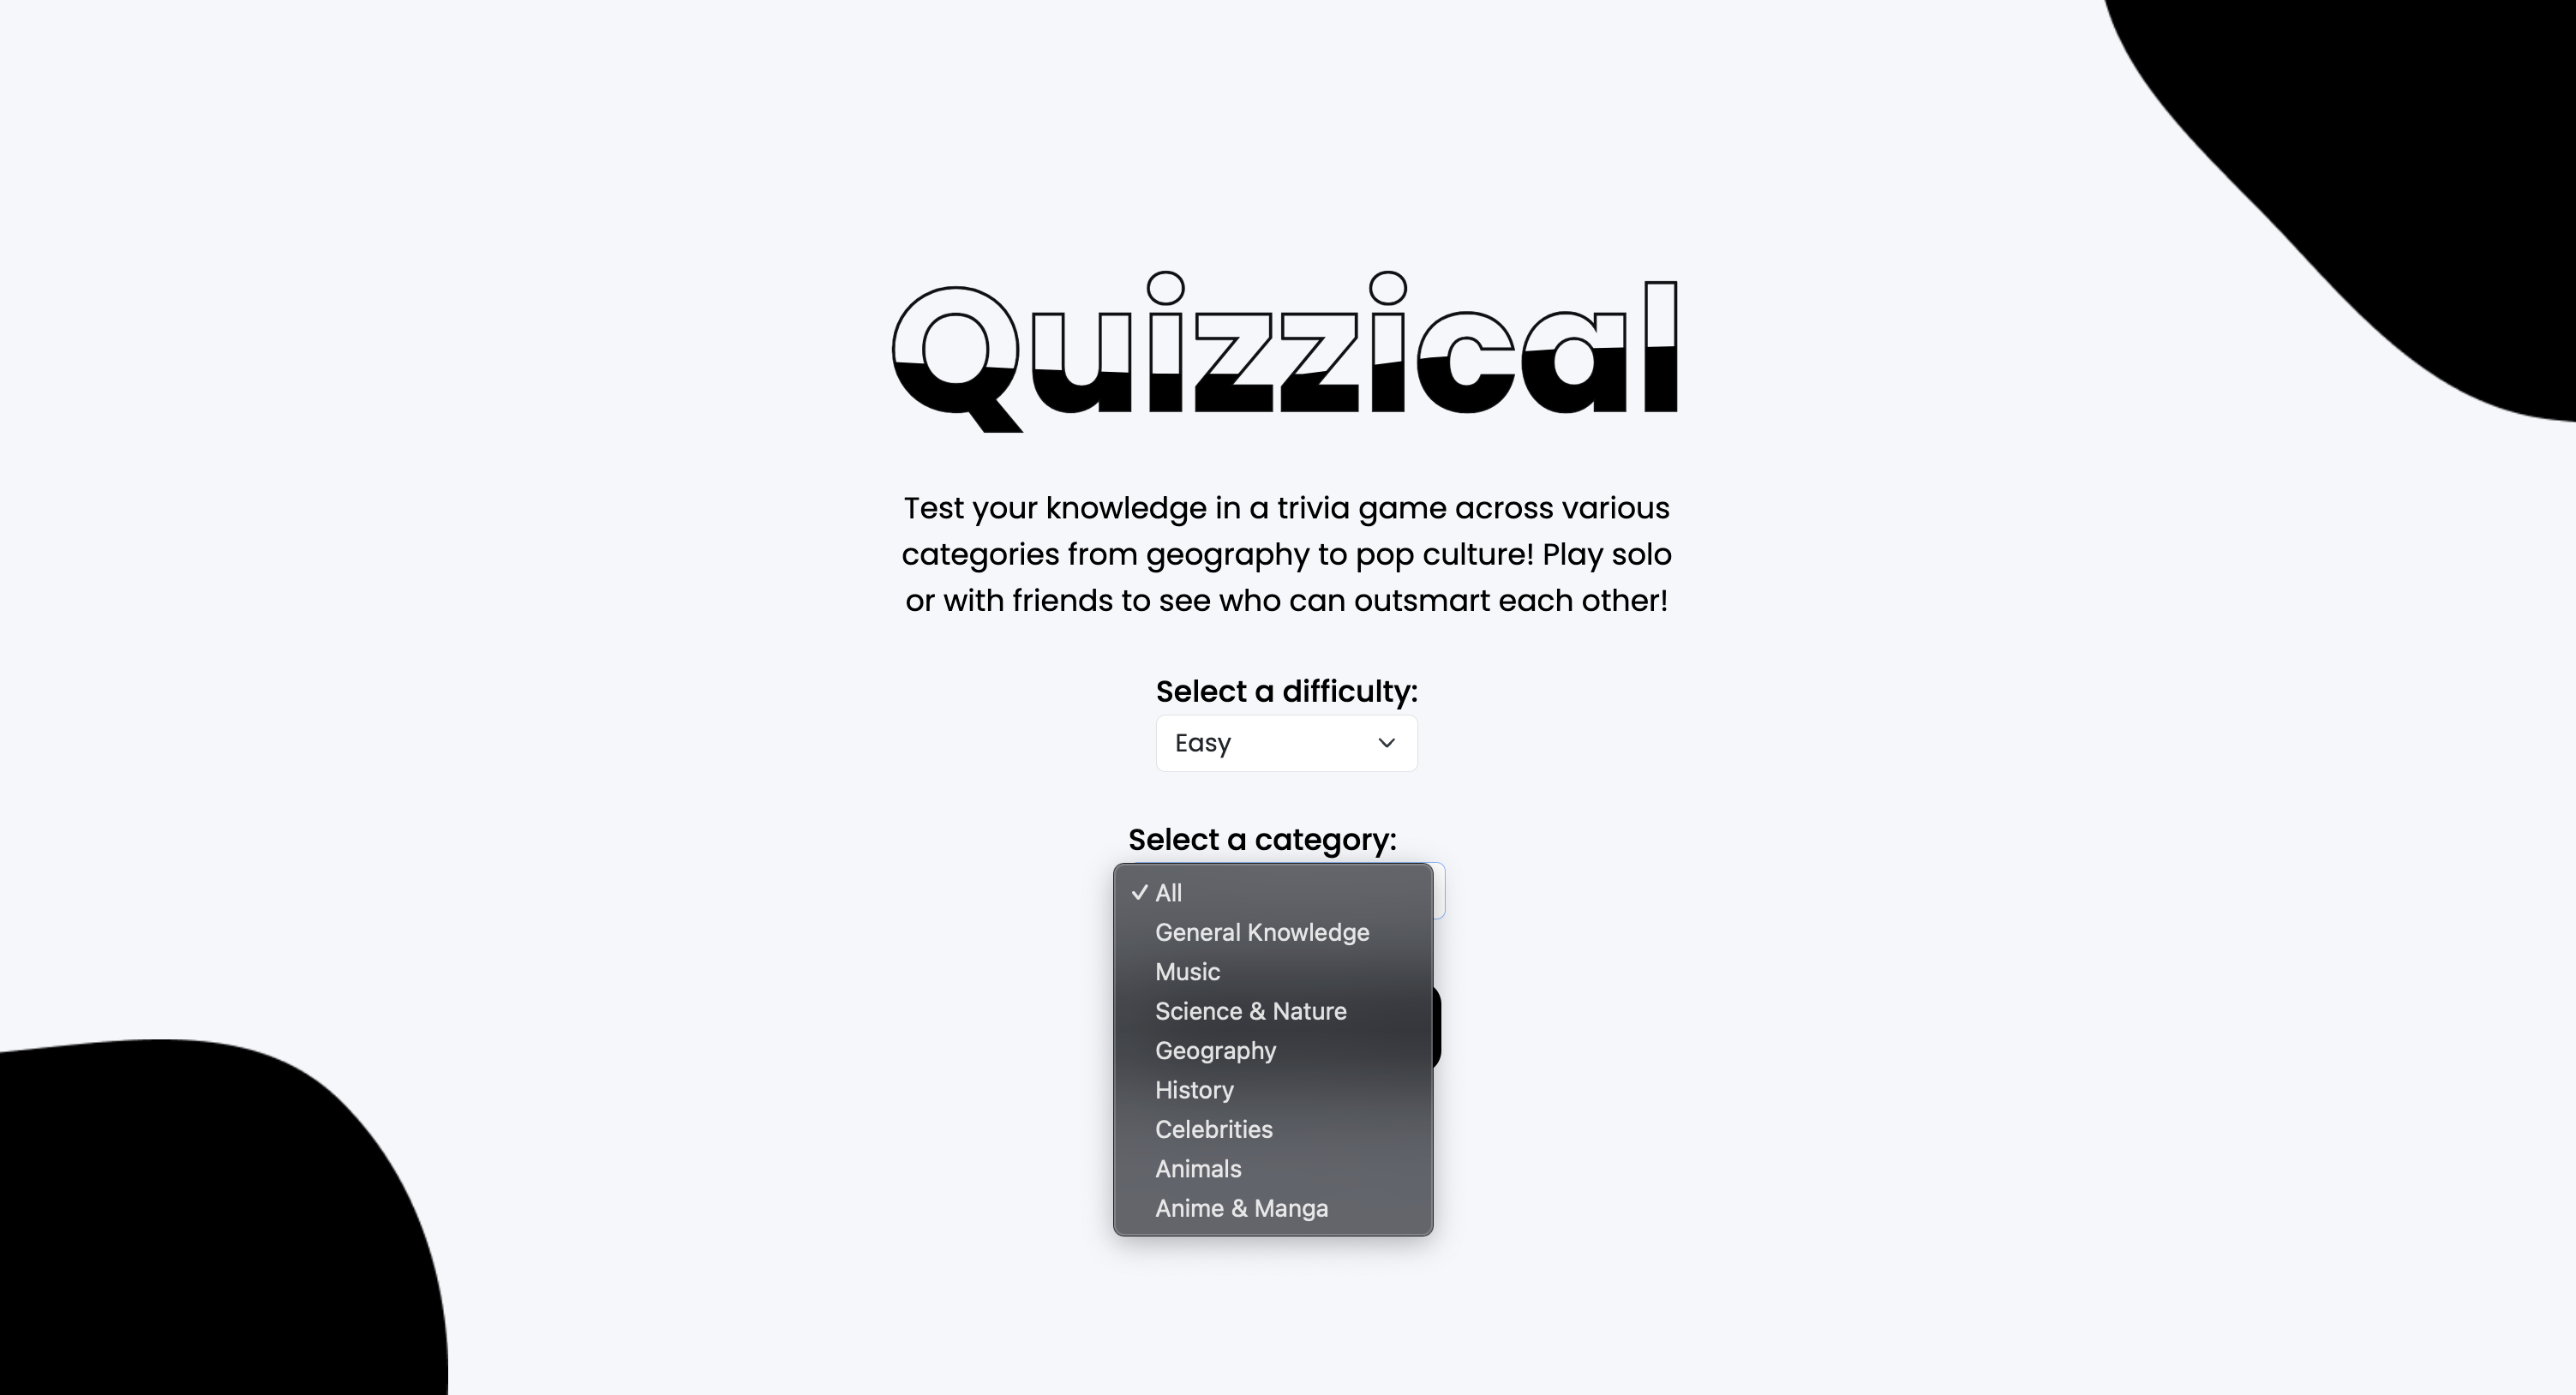 Quizzical
Test your knowledge in a trivia game across various
categories from geography to pop culture! Play solo
or with friends to see who can outsmart each other!
Select a difficulty:
Easy
Select a category:
All
General Knowledge
Music
Science & Nature
Geography
History
Celebrities
Animals
Anime & Manga